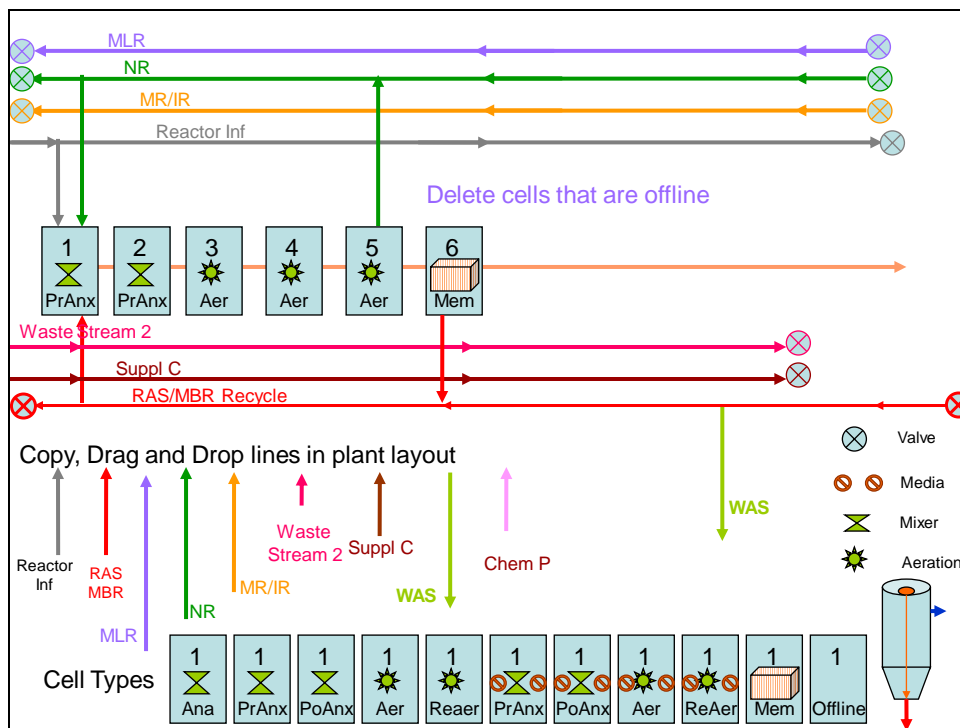 MLR
NR
MR/IR
Reactor Inf
Delete cells that are offline
1 2 3 4 5 6
PrAnx PrAnx Aer Aer Aer Mem
Waste Stream 2
Suppl C
RAS/MBR Recycle
Copy, Drag and Drop lines in plant layout
Valve
Media
Mixer
Aeration
WAS
Reactor
Inf
RAS
MBR
MLR
NR
MR/IR
Waste
Stream 2
Suppl C
WAS
Chem P
Cell Types
1 1 1 1 1 1 1 1 1 1 1
Ana PrAnx PoAnx Aer Reaer PrAnx PoAnx Aer ReAer Mem Offline